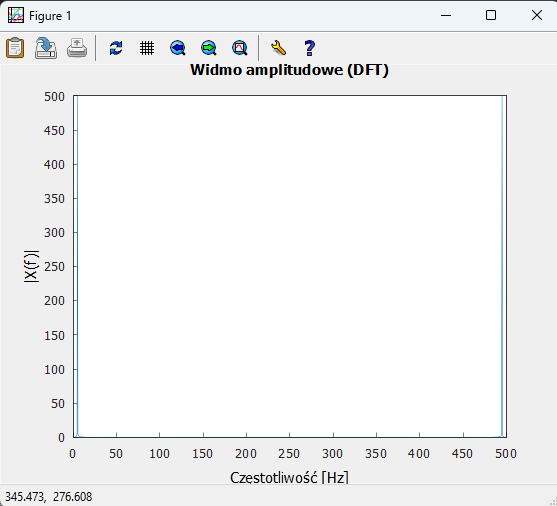 Figure 1
Widmo amplitudowe (DFT)
500
450
400
350
300
250
200
150
100
50
0
|X(f)|
0 50 100 150 200 250 300 350 400 450 500
Częstotliwość [Hz]
345.473, 276.608